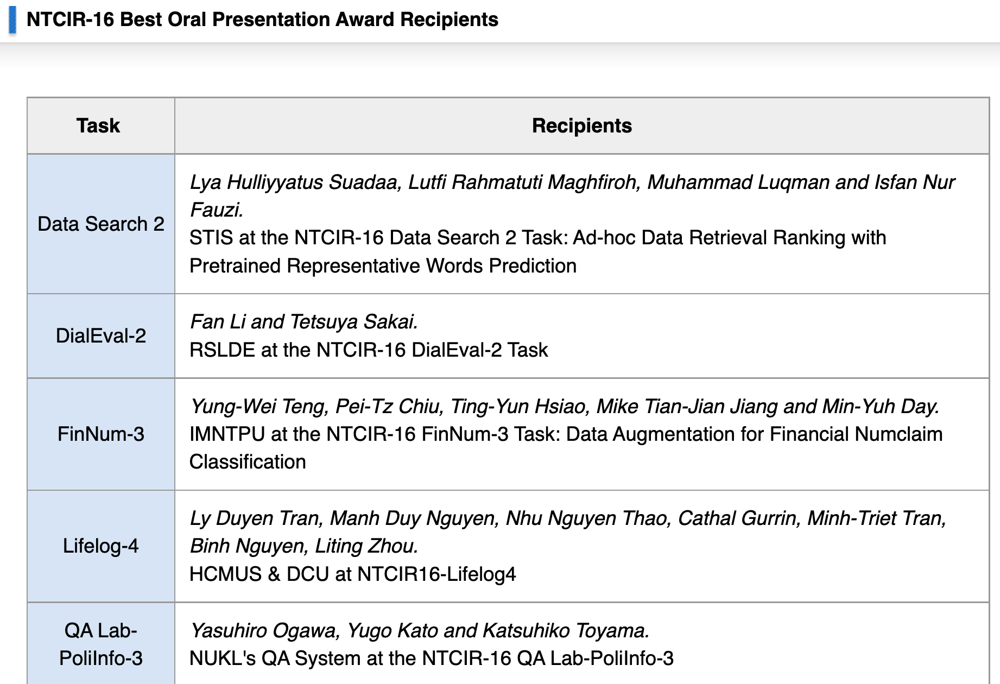 NTCIR-16 Best Oral Presentation Award Recipients
Task
Recipients
Data Search 2
Lya Hulliyyatus Suadaa, Lutfi Rahmatuti Maghfiroh, Muhammad Luqman and Isfan Nur
Fauzi.
STIS at the NTCIR-16 Data Search 2 Task: Ad-hoc Data Retrieval Ranking with
Pretrained Representative Words Prediction
DialEval-2
Fan Li and Tetsuya Sakai.
RSLDE at the NTCIR-16 DialEval-2 Task
FinNum-3
Yung-Wei Teng, Pei-Tz Chiu, Ting-Yun Hsiao, Mike Tian-Jian Jiang and Min-Yuh Day.
IMNTPU at the NTCIR-16 FinNum-3 Task: Data Augmentation for Financial Numclaim
Classification
Lifelog-4
Ly Duyen Tran, Manh Duy Nguyen, Nhu Nguyen Thao, Cathal Gurrin, Minh-Triet Tran,
Binh Nguyen, Liting Zhou.
HCMUS & DCU at NTCIR16-Lifelog4
QA Lab-
PoliInfo-3
Yasuhiro Ogawa, Yugo Kato and Katsuhiko Toyama.
NUKL's QA System at the NTCIR-16 QA Lab-PoliInfo-3